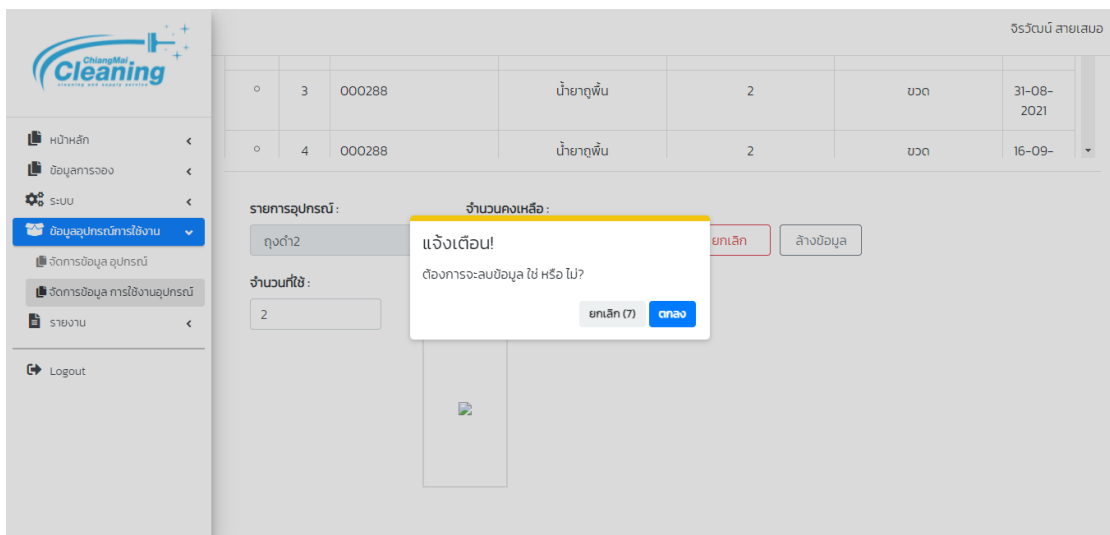 จิรวัฒน์ สายเสมอ
ChiangMai
Cleaning
cleaning and supply service
หน้าหลัก
ข้อมูลการจอง
ระบบ
ข้อมูลอุปกรณ์การใช้งาน
จัดการข้อมูล อุปกรณ์
จัดการข้อมูล การใช้งานอุปกรณ์
รายงาน
Logout
3 000288 น้ำยาถูพื้น 2 ขวด 31-08-
2021
4 000288 น้ำยาถูพื้น 2 ขวด 16-09-
รายการอุปกรณ์ : จำนวนคงเหลือ :
ถุงดำ2
ยกเลิก ล้างข้อมูล
จำนวนที่ใช้ :
2
แจ้งเตือน!
ต้องการจะลบข้อมูล ใช่ หรือ ไม่?
ยกเลิก (7) ตกลง